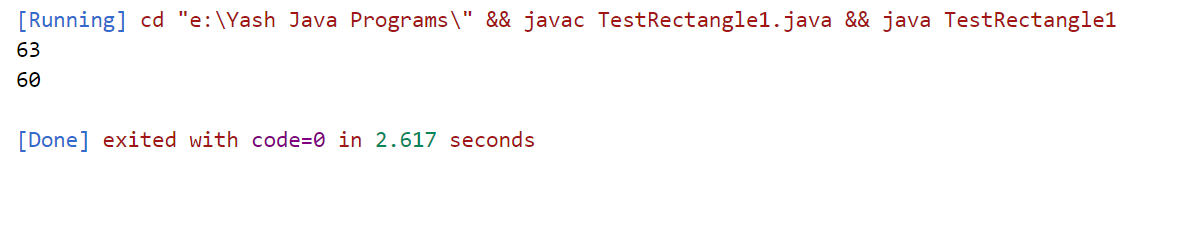 [Running] cd "e:\Yash Java Programs\" && javac TestRectangle1.java && java TestRectangle1
63
60
[Done] exited with code=0 in 2.617 seconds